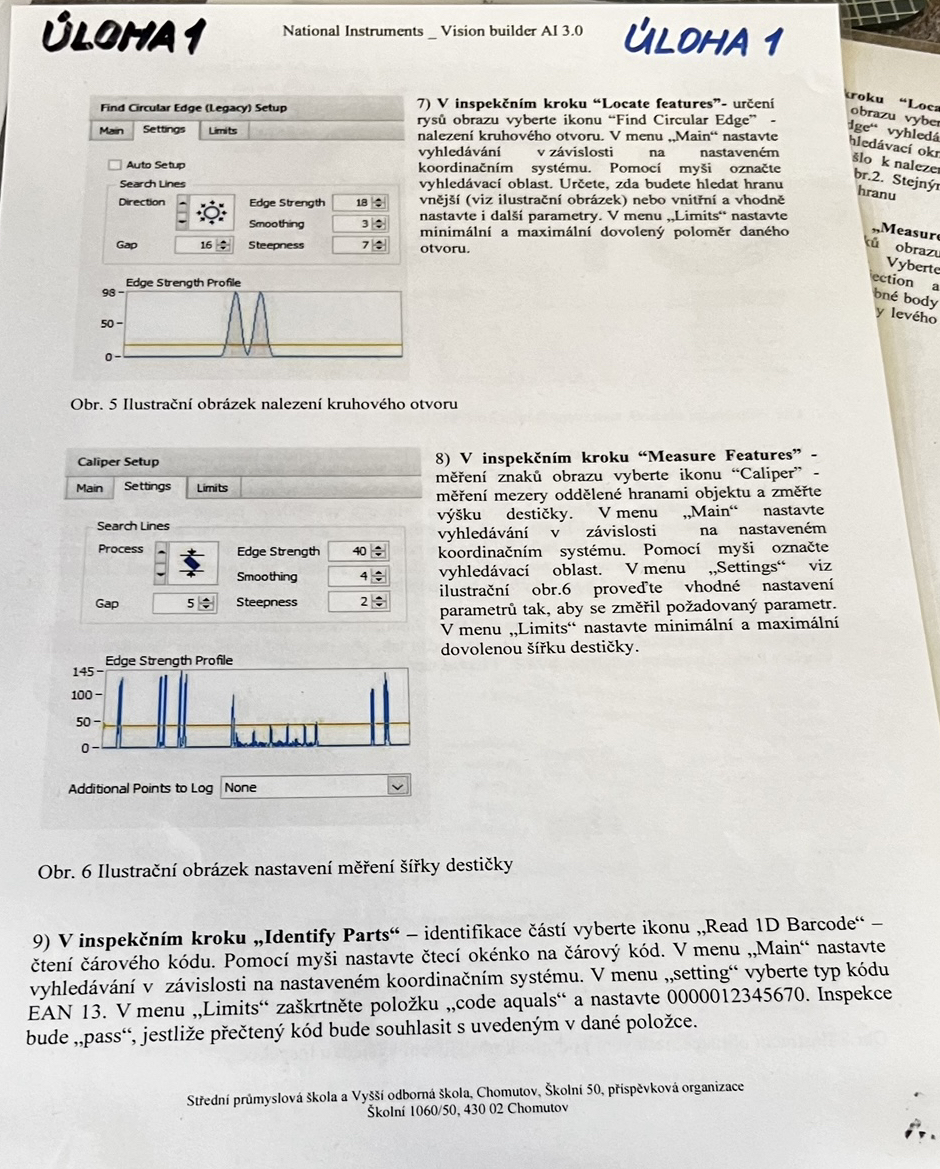 ÚLOHA 1
National Instruments _ Vision builder AI 3.0
ÚLOHA 1
Find Circular Edge (Legacy) Setup
Main Settings Limits
Auto Setup
Search Lines
Direction
Edge Strength 18
Smoothing 3
Gap 16
Steepness 7
Edge Strength Profile
98
50
0
7) V inspekčním kroku “Locate features”- určení
rysů obrazu vyberte ikonu “Find Circular Edge” -
nalezení kruhového otvoru. V menu „Main“ nastavte
vyhledávání v závislosti na nastaveném
koordinačním systému. Pomocí myši označte
vyhledávací oblast. Určete, zda budete hledat hranu
vnější (viz ilustrační obrázek) nebo vnitřní a vhodně
nastavte i další parametry. V menu „Limits“ nastavte
minimální a maximální dovolený poloměr daného
otvoru.
Obr. 5 Ilustrační obrázek nalezení kruhového otvoru
Caliper Setup
Main Settings Limits
Search Lines
Process
Edge Strength 40
Smoothing 4
Gap 5
Steepness 2
Edge Strength Profile
145
100
50
0
Additional Points to Log None
8) V inspekčním kroku “Measure Features” -
měření znaků obrazu vyberte ikonu “Caliper” -
měření mezery oddělené hranami objektu a změřte
výšku destičky. V menu „Main“ nastavte
vyhledávání v závislosti na nastaveném
koordinačním systému. Pomocí myši označte
vyhledávací oblast. V menu „Settings“ viz
ilustrační obr.6 proveďte vhodné nastavení
parametrů tak, aby se změřil požadovaný parametr.
V menu „Limits“ nastavte minimální a maximální
dovolenou šířku destičky.
Obr. 6 Ilustrační obrázek nastavení měření šířky destičky
9) V inspekčním kroku „Identify Parts“ – identifikace částí vyberte ikonu „Read 1D Barcode“ –
čtení čárového kódu. Pomocí myši nastavte čtecí okénko na čárový kód. V menu „Main“ nastavte
vyhledávání v závislosti na nastaveném koordinačním systému. V menu „setting“ vyberte typ kódu
EAN 13. V menu „Limits“ zaškrtněte položku „code aquals“ a nastavte 0000012345670. Inspekce
bude „pass“, jestliže přečtený kód bude souhlasit s uvedeným v dané položce.
Střední průmyslová škola a Vyšší odborná škola, Chomutov, Školní 50, příspěvková organizace
Školní 1060/50, 430 02 Chomutov
kroku “Loca
obrazu vyber
dge“ vyhledá
hledávací okr
šlo k nalezen
br.2. Stejnýr
hranu
„Measure
ků obrazu
Vyberte
ection a
bné body
y levého